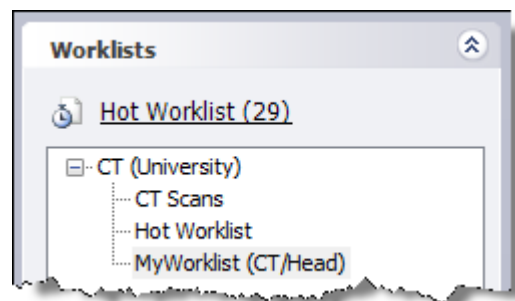 Worklists
Hot Worklist (29)
CT (University)
CT Scans
Hot Worklist
MyWorklist (CT/Head)